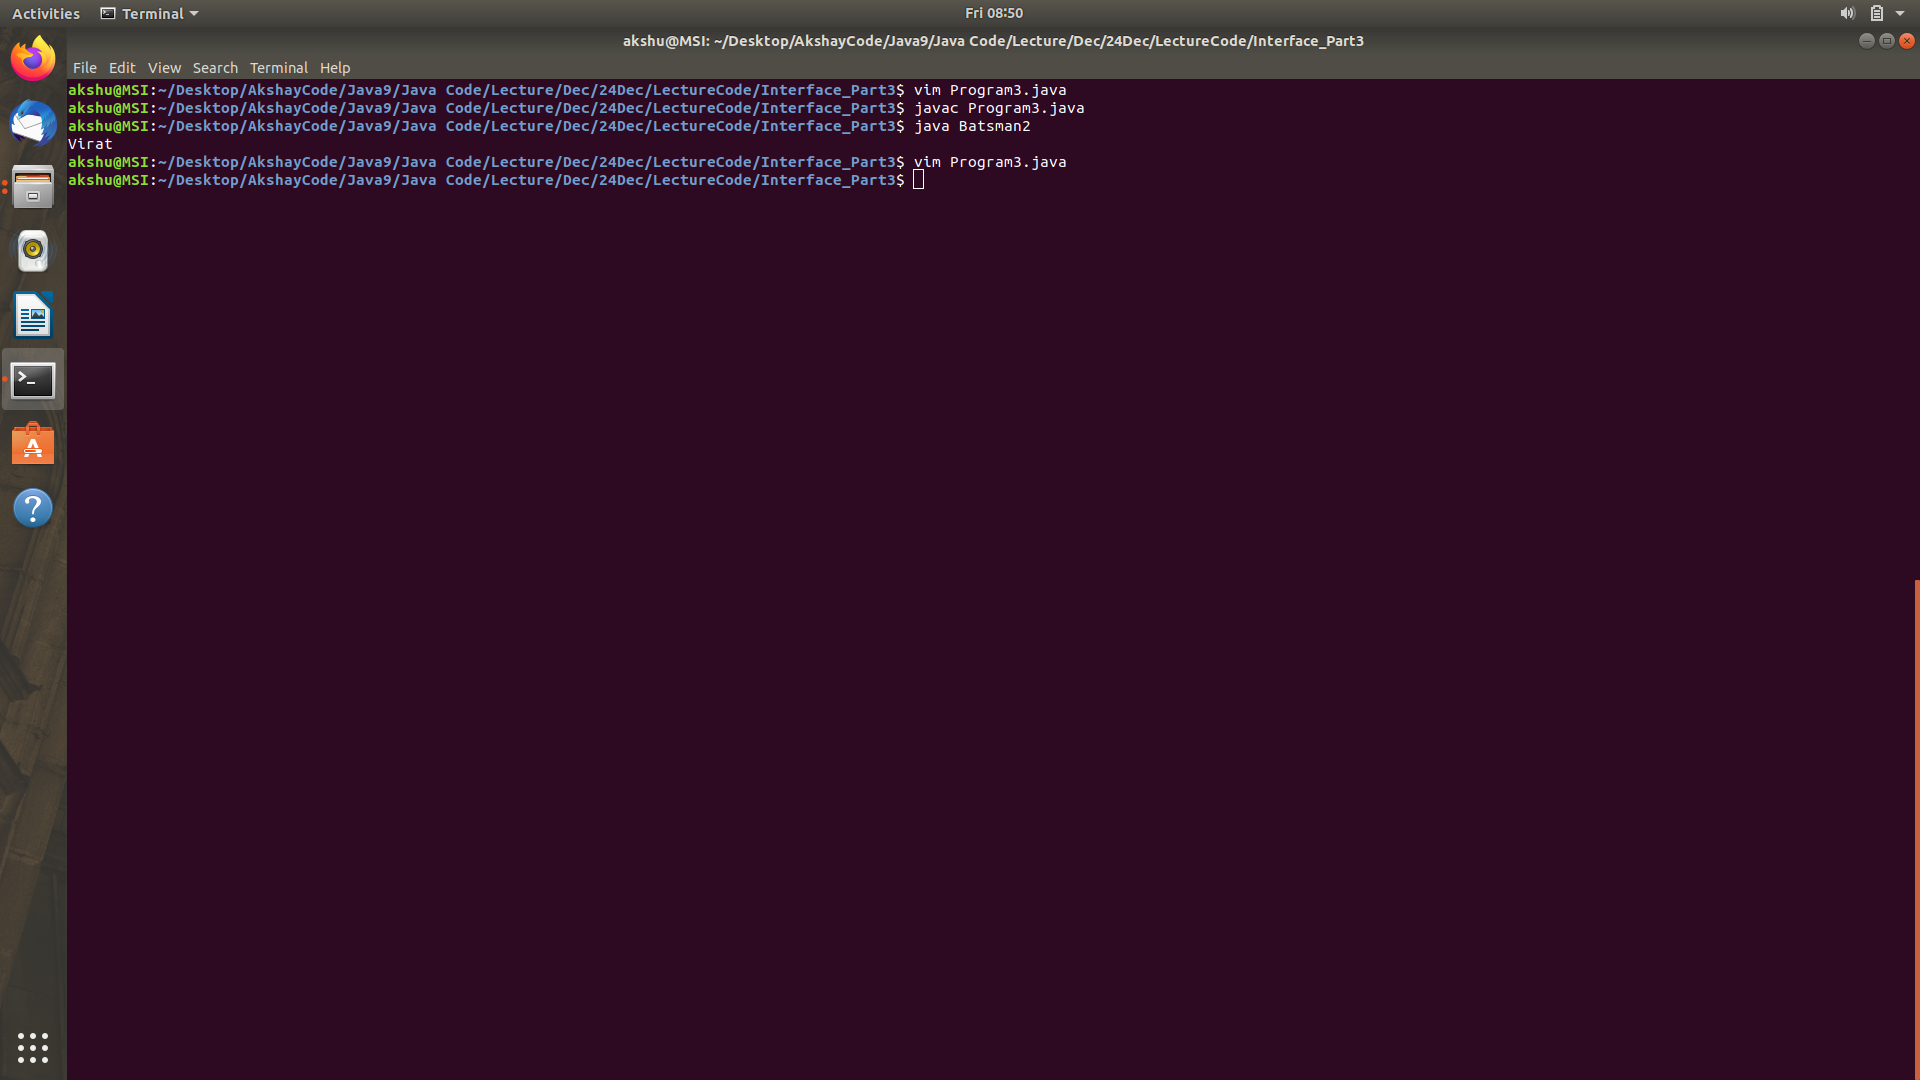 Activities Terminal Fri 08:50
akshu@MSI: ~/Desktop/AkshayCode/Java9/Java Code/Lecture/Dec/24Dec/LectureCode/Interface_Part3
File Edit View Search Terminal Help
akshu@MSI:~/Desktop/AkshayCode/Java9/Java Code/Lecture/Dec/24Dec/LectureCode/Interface_Part3$ vim Program3.java
akshu@MSI:~/Desktop/AkshayCode/Java9/Java Code/Lecture/Dec/24Dec/LectureCode/Interface_Part3$ javac Program3.java
akshu@MSI:~/Desktop/AkshayCode/Java9/Java Code/Lecture/Dec/24Dec/LectureCode/Interface_Part3$ java Batsman2
Virat
akshu@MSI:~/Desktop/AkshayCode/Java9/Java Code/Lecture/Dec/24Dec/LectureCode/Interface_Part3$ vim Program3.java
akshu@MSI:~/Desktop/AkshayCode/Java9/Java Code/Lecture/Dec/24Dec/LectureCode/Interface_Part3$